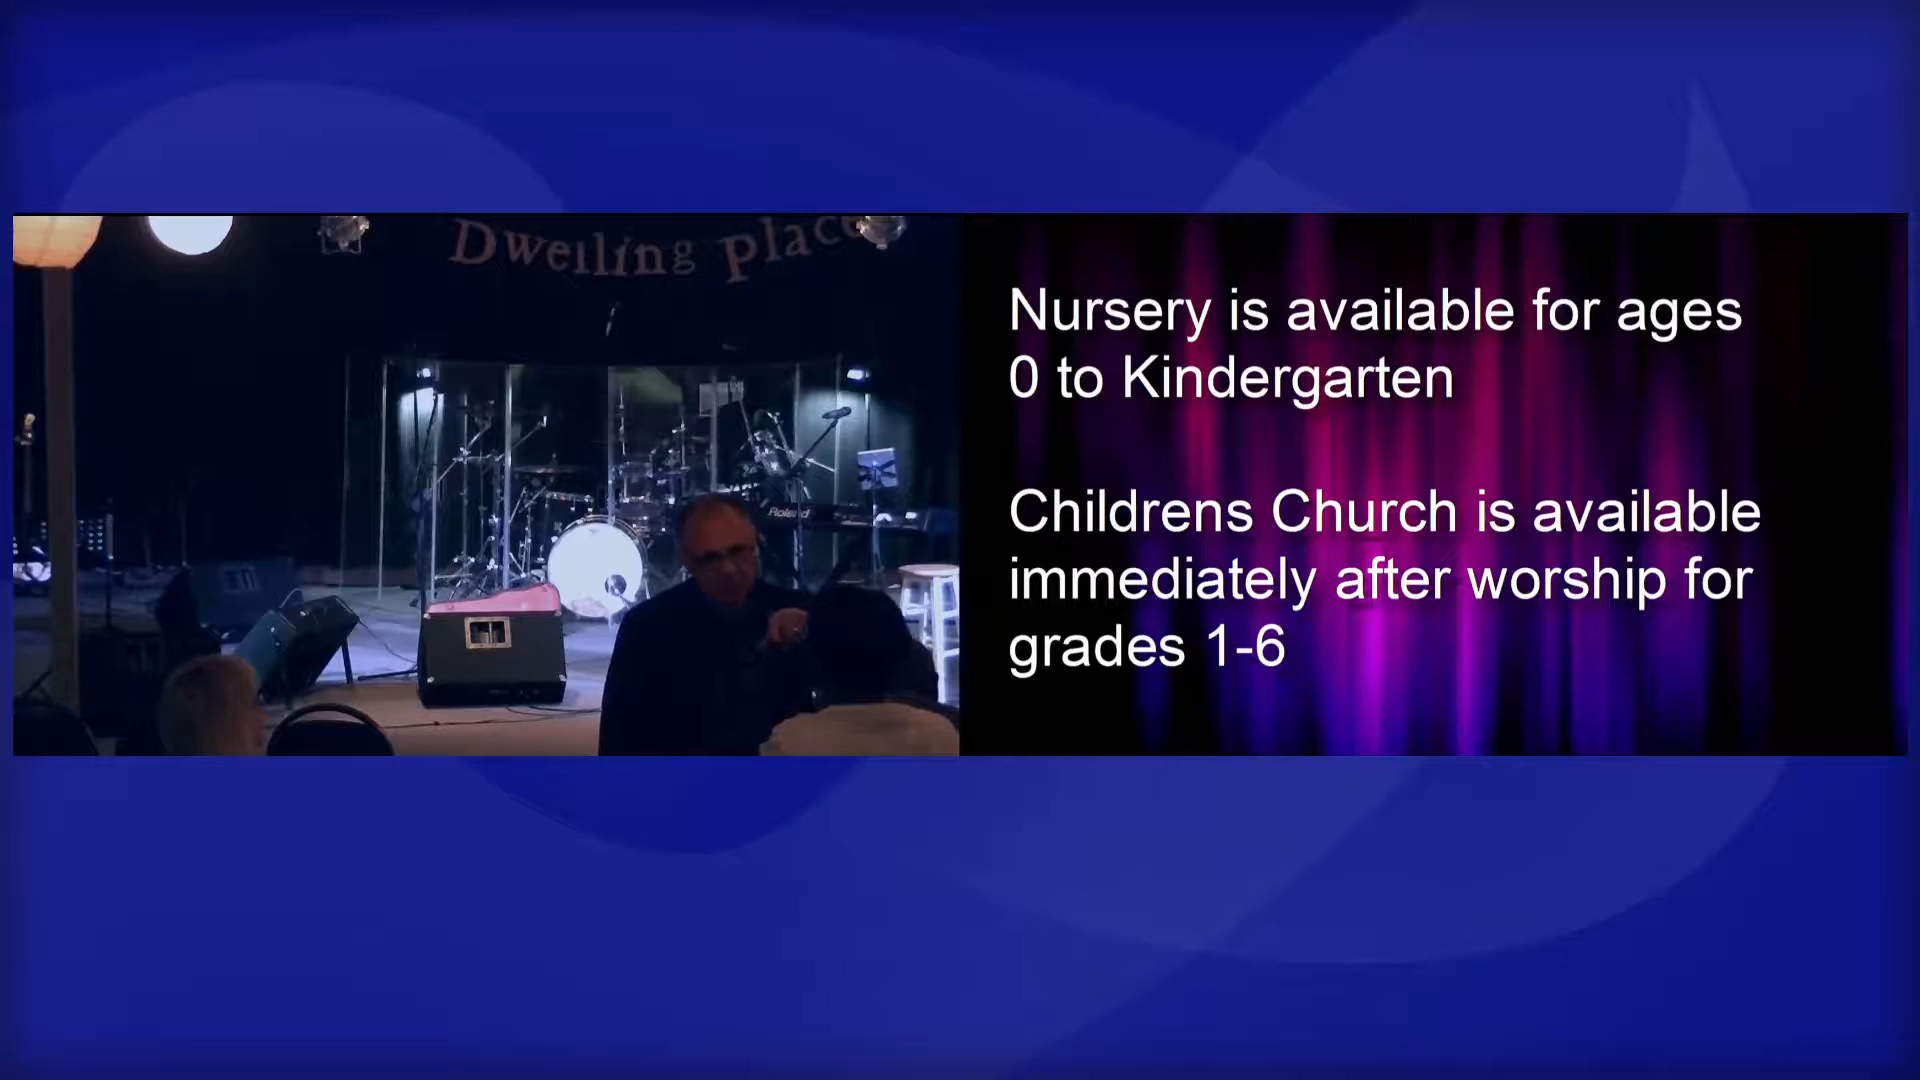 Dwelling place
Roland
Nursery is available for ages
0 to Kindergarten
Childrens Church is available
immediately after worship for
grades 1-6